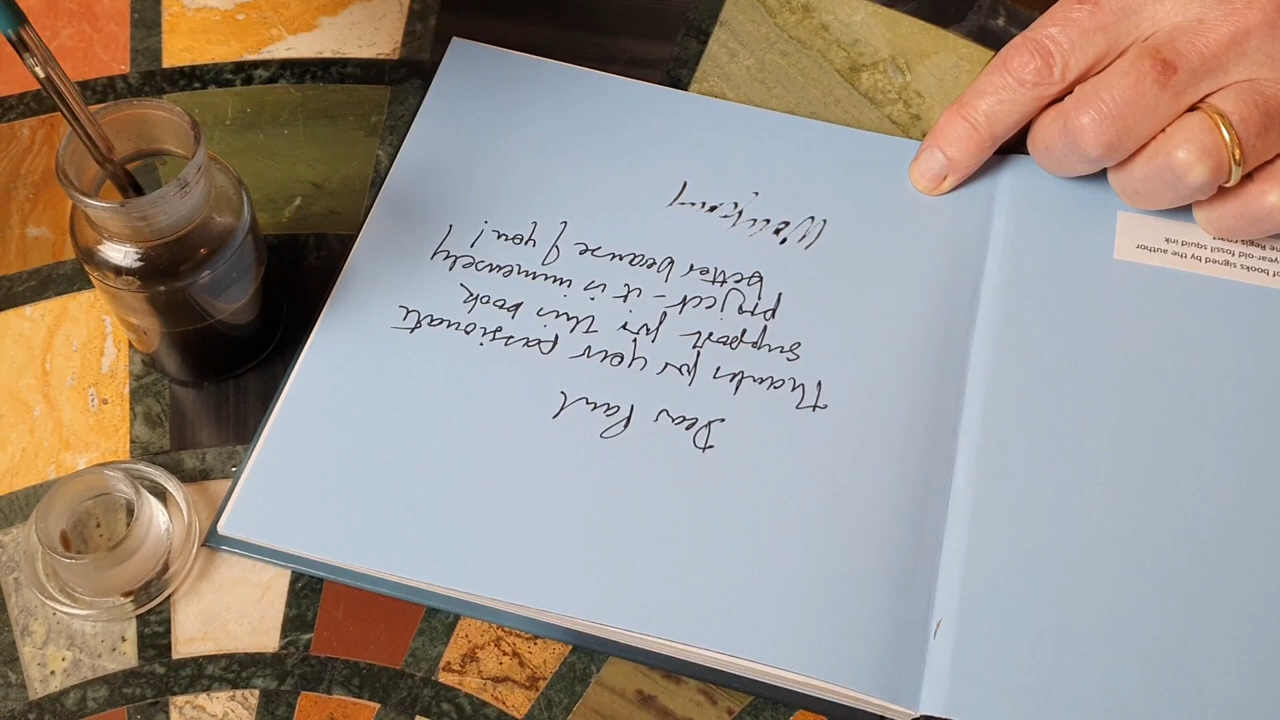 Dear Paul
Thanks for your passionate
support for this book
project - it is immensely
better because of you!
of books signed by the author
year-old fossil squid ink
ne Regis coast